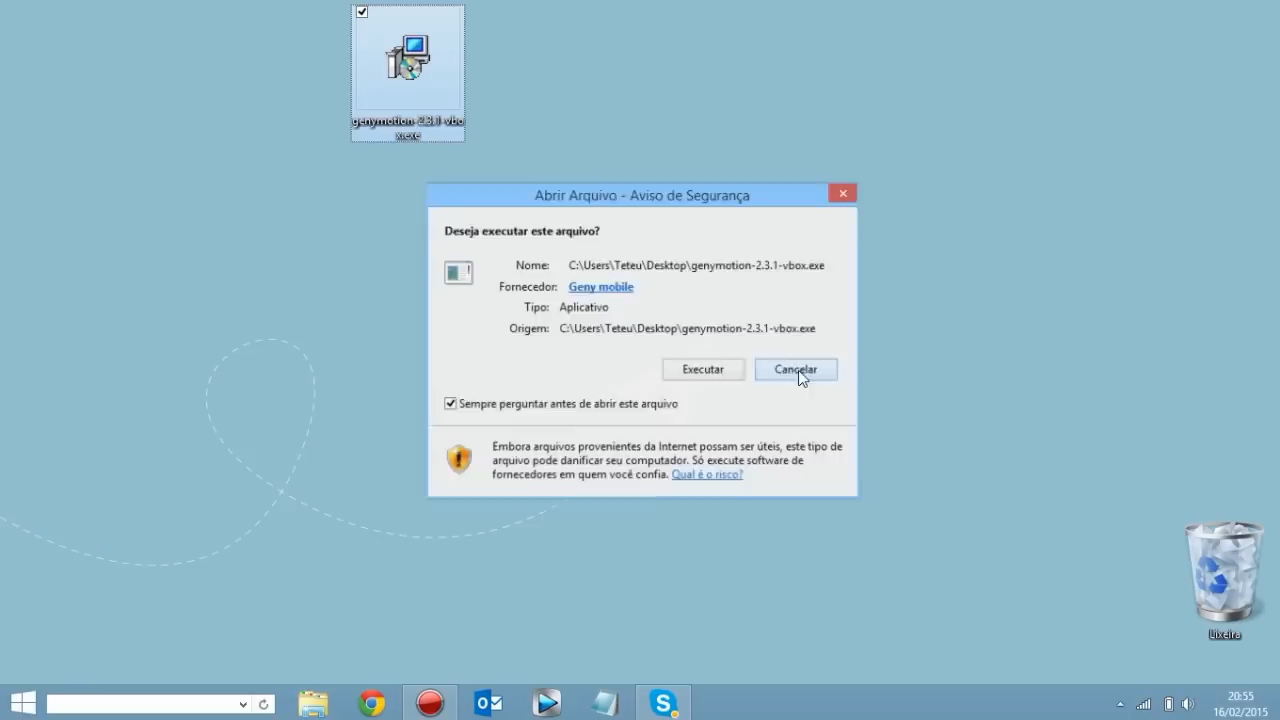 genymotion-2.3.1-vbo
x.exe
Abrir Arquivo - Aviso de Segurança
Deseja executar este arquivo?
Nome: C:\Users\Teteu\Desktop\genymotion-2.3.1-vbox.exe
Fornecedor: Geny mobile
Tipo: Aplicativo
Origem: C:\Users\Teteu\Desktop\genymotion-2.3.1-vbox.exe
Executar Cancelar
Sempre perguntar antes de abrir este arquivo
Embora arquivos provenientes da Internet possam ser úteis, este tipo de
arquivo pode danificar seu computador. Só execute software de
fornecedores em quem você confia. Qual é o risco?
Lixeira
20:55
16/02/2015